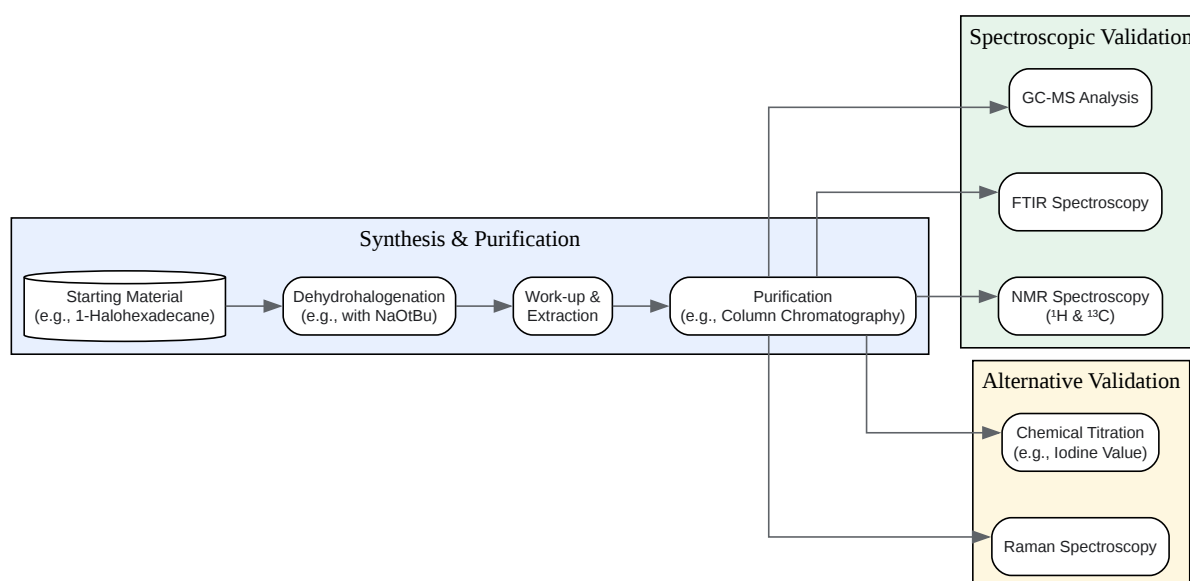 Spectroscopic Validation
GC-MS Analysis
FTIR Spectroscopy
Synthesis & Purification
Starting Material
(e.g., 1-Halohexadecane)
Dehydrohalogenation
(e.g., with NaOtBu)
Work-up &
Extraction
Purification
(e.g., Column Chromatography)
NMR Spectroscopy
(¹H & ¹³C)
Alternative Validation
Chemical Titration
(e.g., Iodine Value)
Raman Spectroscopy